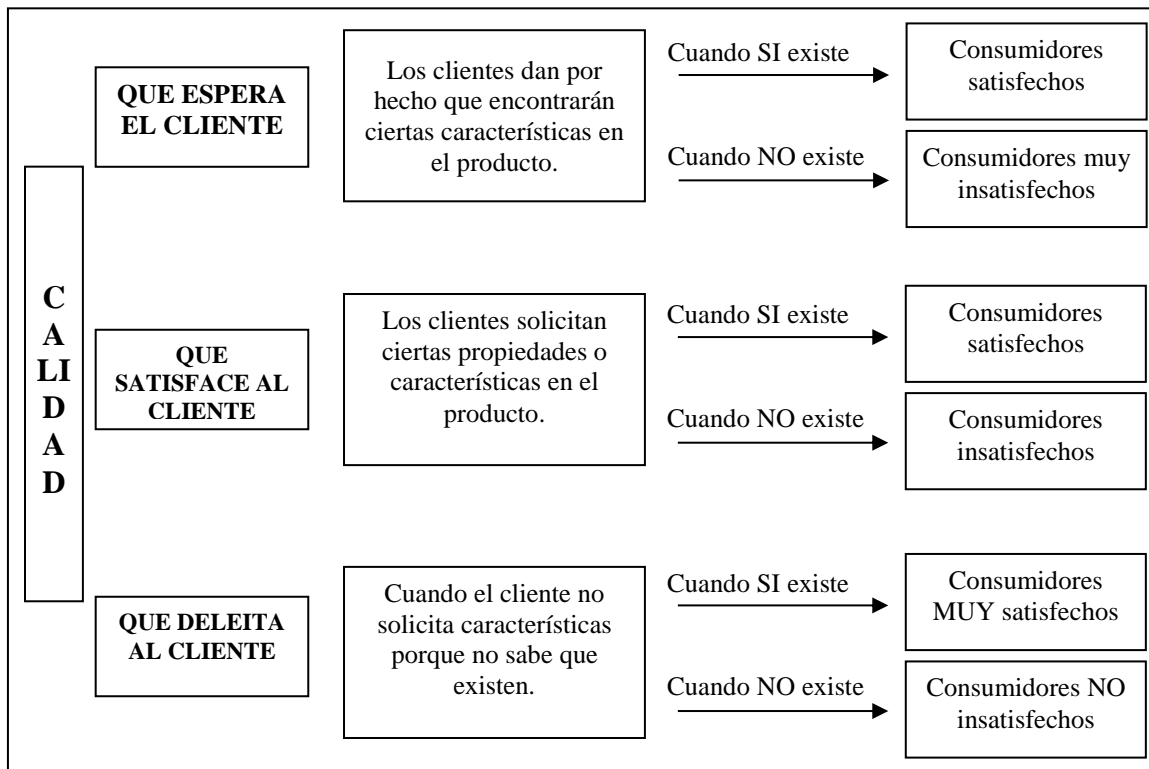 C
A
LI
D
A
D
QUE ESPERA
EL CLIENTE
Los clientes dan por
hecho que encontrarán
ciertas característícas en
el producto.
Cuando SI existe
Consumidores
satisfechos
Cuando NO existe
Consumidores muy
insatisfechos
QUE
SATISFACE AL
CLIENTE
Los clientes solicitan
ciertas propiedades o
característícas en el
producto.
Cuando SI existe
Consumidores
satisfechos
Cuando NO existe
Consumidores
insatisfechos
QUE DELEITA
AL CLIENTE
Cuando el cliente no
solicita característícas
porque no sabe que
existen.
Cuando SI existe
Consumidores
MUY satisfechos
Cuando NO existe
Consumidores NO
insatisfechos